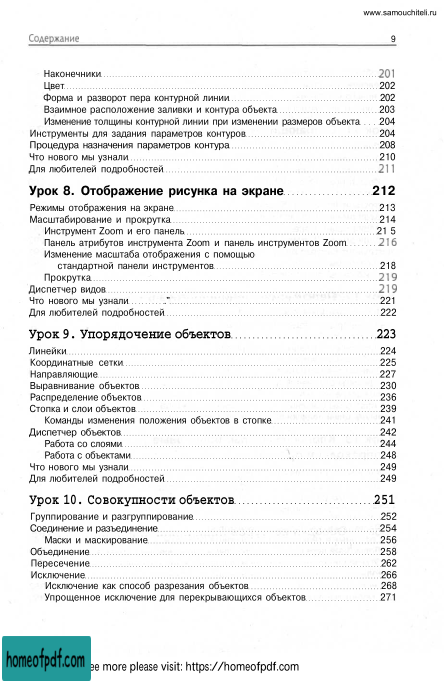 www.samouchiteli.ru
Содержание 9
Наконечники 201
Цвет 202
Форма и разворот пера контурной линии 202
Взаимное расположение заливки и контура объекта 203
Изменение толщины контурной линии при изменении размеров объекта 204
Инструменты для задания параметров контуров 204
Процедура назначения параметров контура 208
Что нового мы узнали 210
Для любителей подробностей 211
Урок 8. Отображение рисунка на экране 212
Режимы отображения на экране 213
Масштабирование и прокрутка 214
Инструмент Zoom и его панель 21 5
Панель атрибутов инструмента Zoom и панель инструментов Zoom 216
Изменение масштаба отображения с помощью
стандартной панели инструментов 218
Прокрутка 219
Диспетчер видов 219
Что нового мы узнали 221
Для любителей подробностей 222
Урок 9. Упорядочение объектов 223
Линейки 224
Координатные сетки 225
Направляющие 227
Выравнивание объектов 230
Распределение объектов 236
Стопка и слои объектов 239
Команды изменения положения объектов в стопке 241
Диспетчер объектов 242
Работа со слоями 244
Работа с объектами 248
Что нового мы узнали 249
Для любителей подробностей 249
Урок 10. Совокупности объектов 251
Группирование и разгруппирование 252
Соединение и разъединение 254
Маски и маскирование 256
Объединение 258
Пересечение 262
Исключение 266
Исключение как способ разрезания объектов 268
Упрощенное исключение для перекрывающихся объектов 271
homeofpdf.com
ee more please visit: https://homeofpdf.com